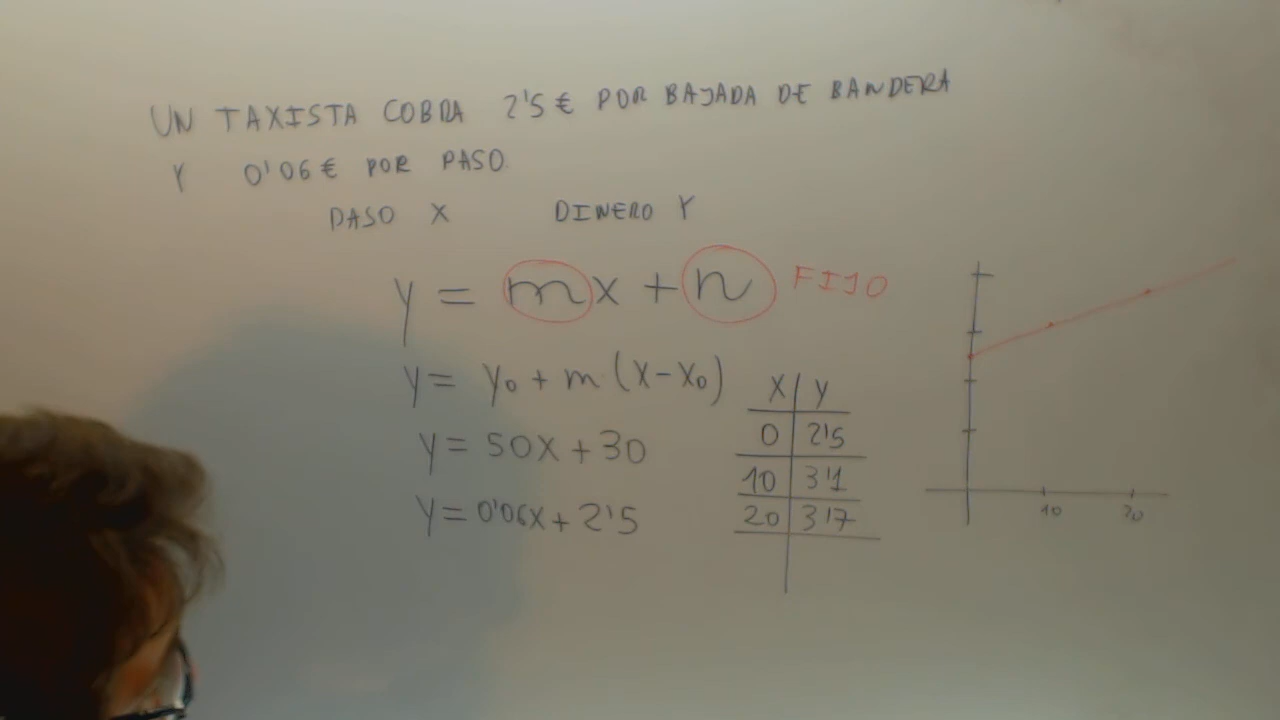 UN TAXISTA COBRA 2'5 € POR BAJADA DE BANDERA
Y 0'06 € POR PASO.
PASO X DINERO Y
y = mx + n FIJO
y = y₀ + m (x - x₀)
y = 50x + 30
y = 0'06x + 2'5
X y
0 2'5
10 3'1
20 3'7
10 20